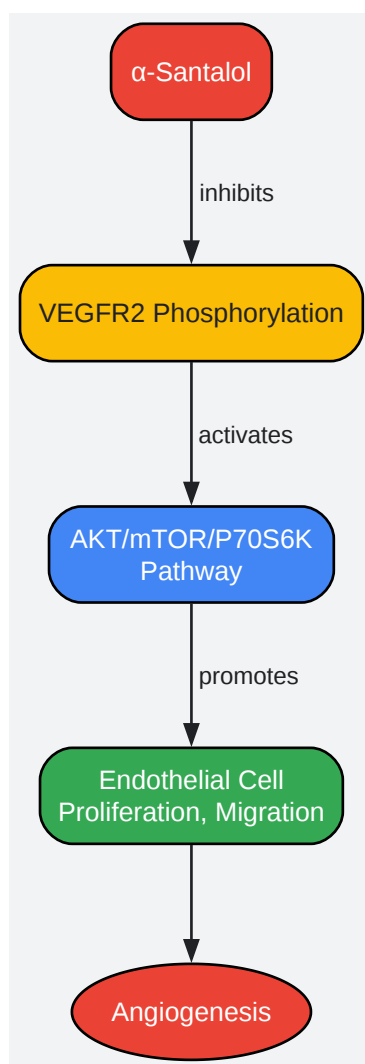 α-Santalol
inhibits
VEGFR2 Phosphorylation
activates
AKT/mTOR/P70S6K
Pathway
promotes
Endothelial Cell
Proliferation, Migration
Angiogenesis